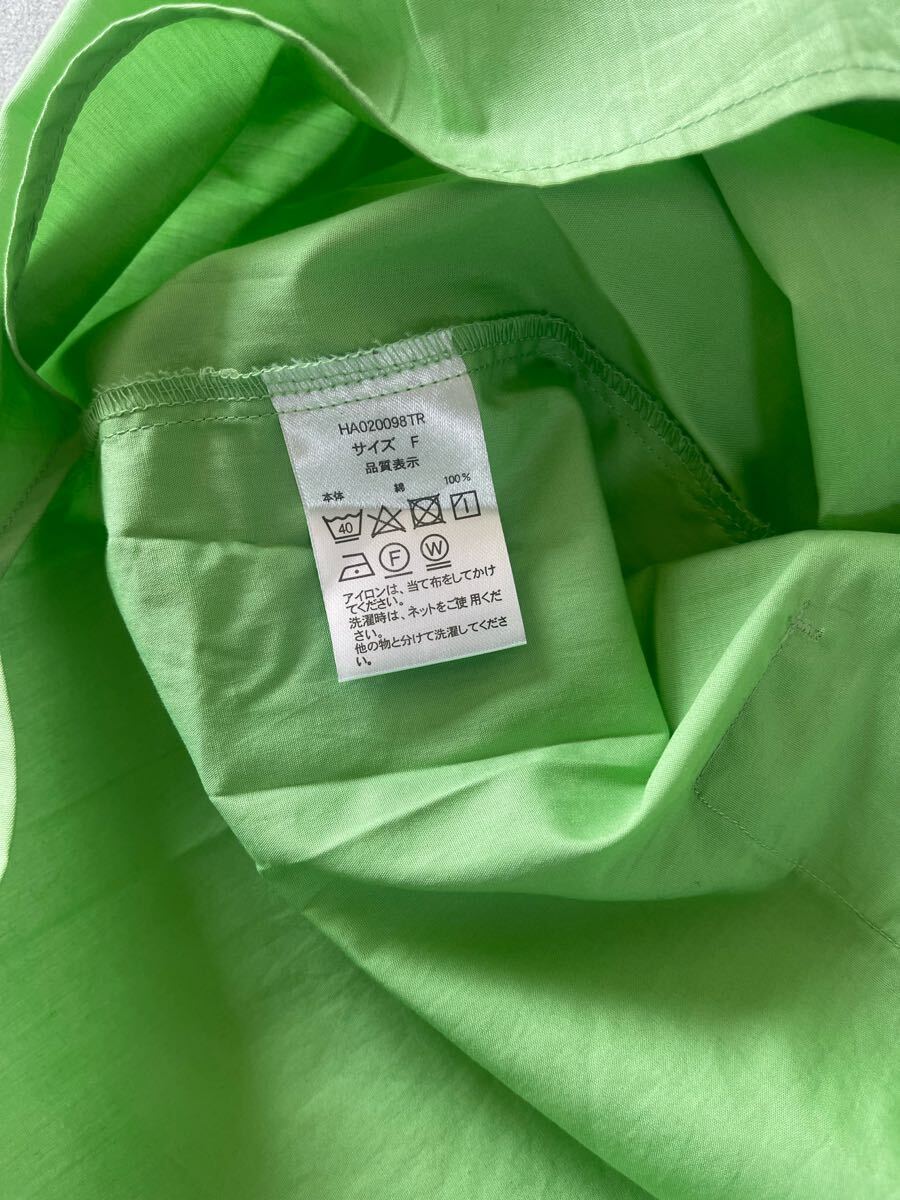 HA020098TR
サイズ F
品質表示
本体 綿 100%
40
F W
アイロンは、当て布をしてかけ
てください。
洗濯時は、ネットをご使用くだ
さい。
他の物と分けて洗濯してくださ
い。